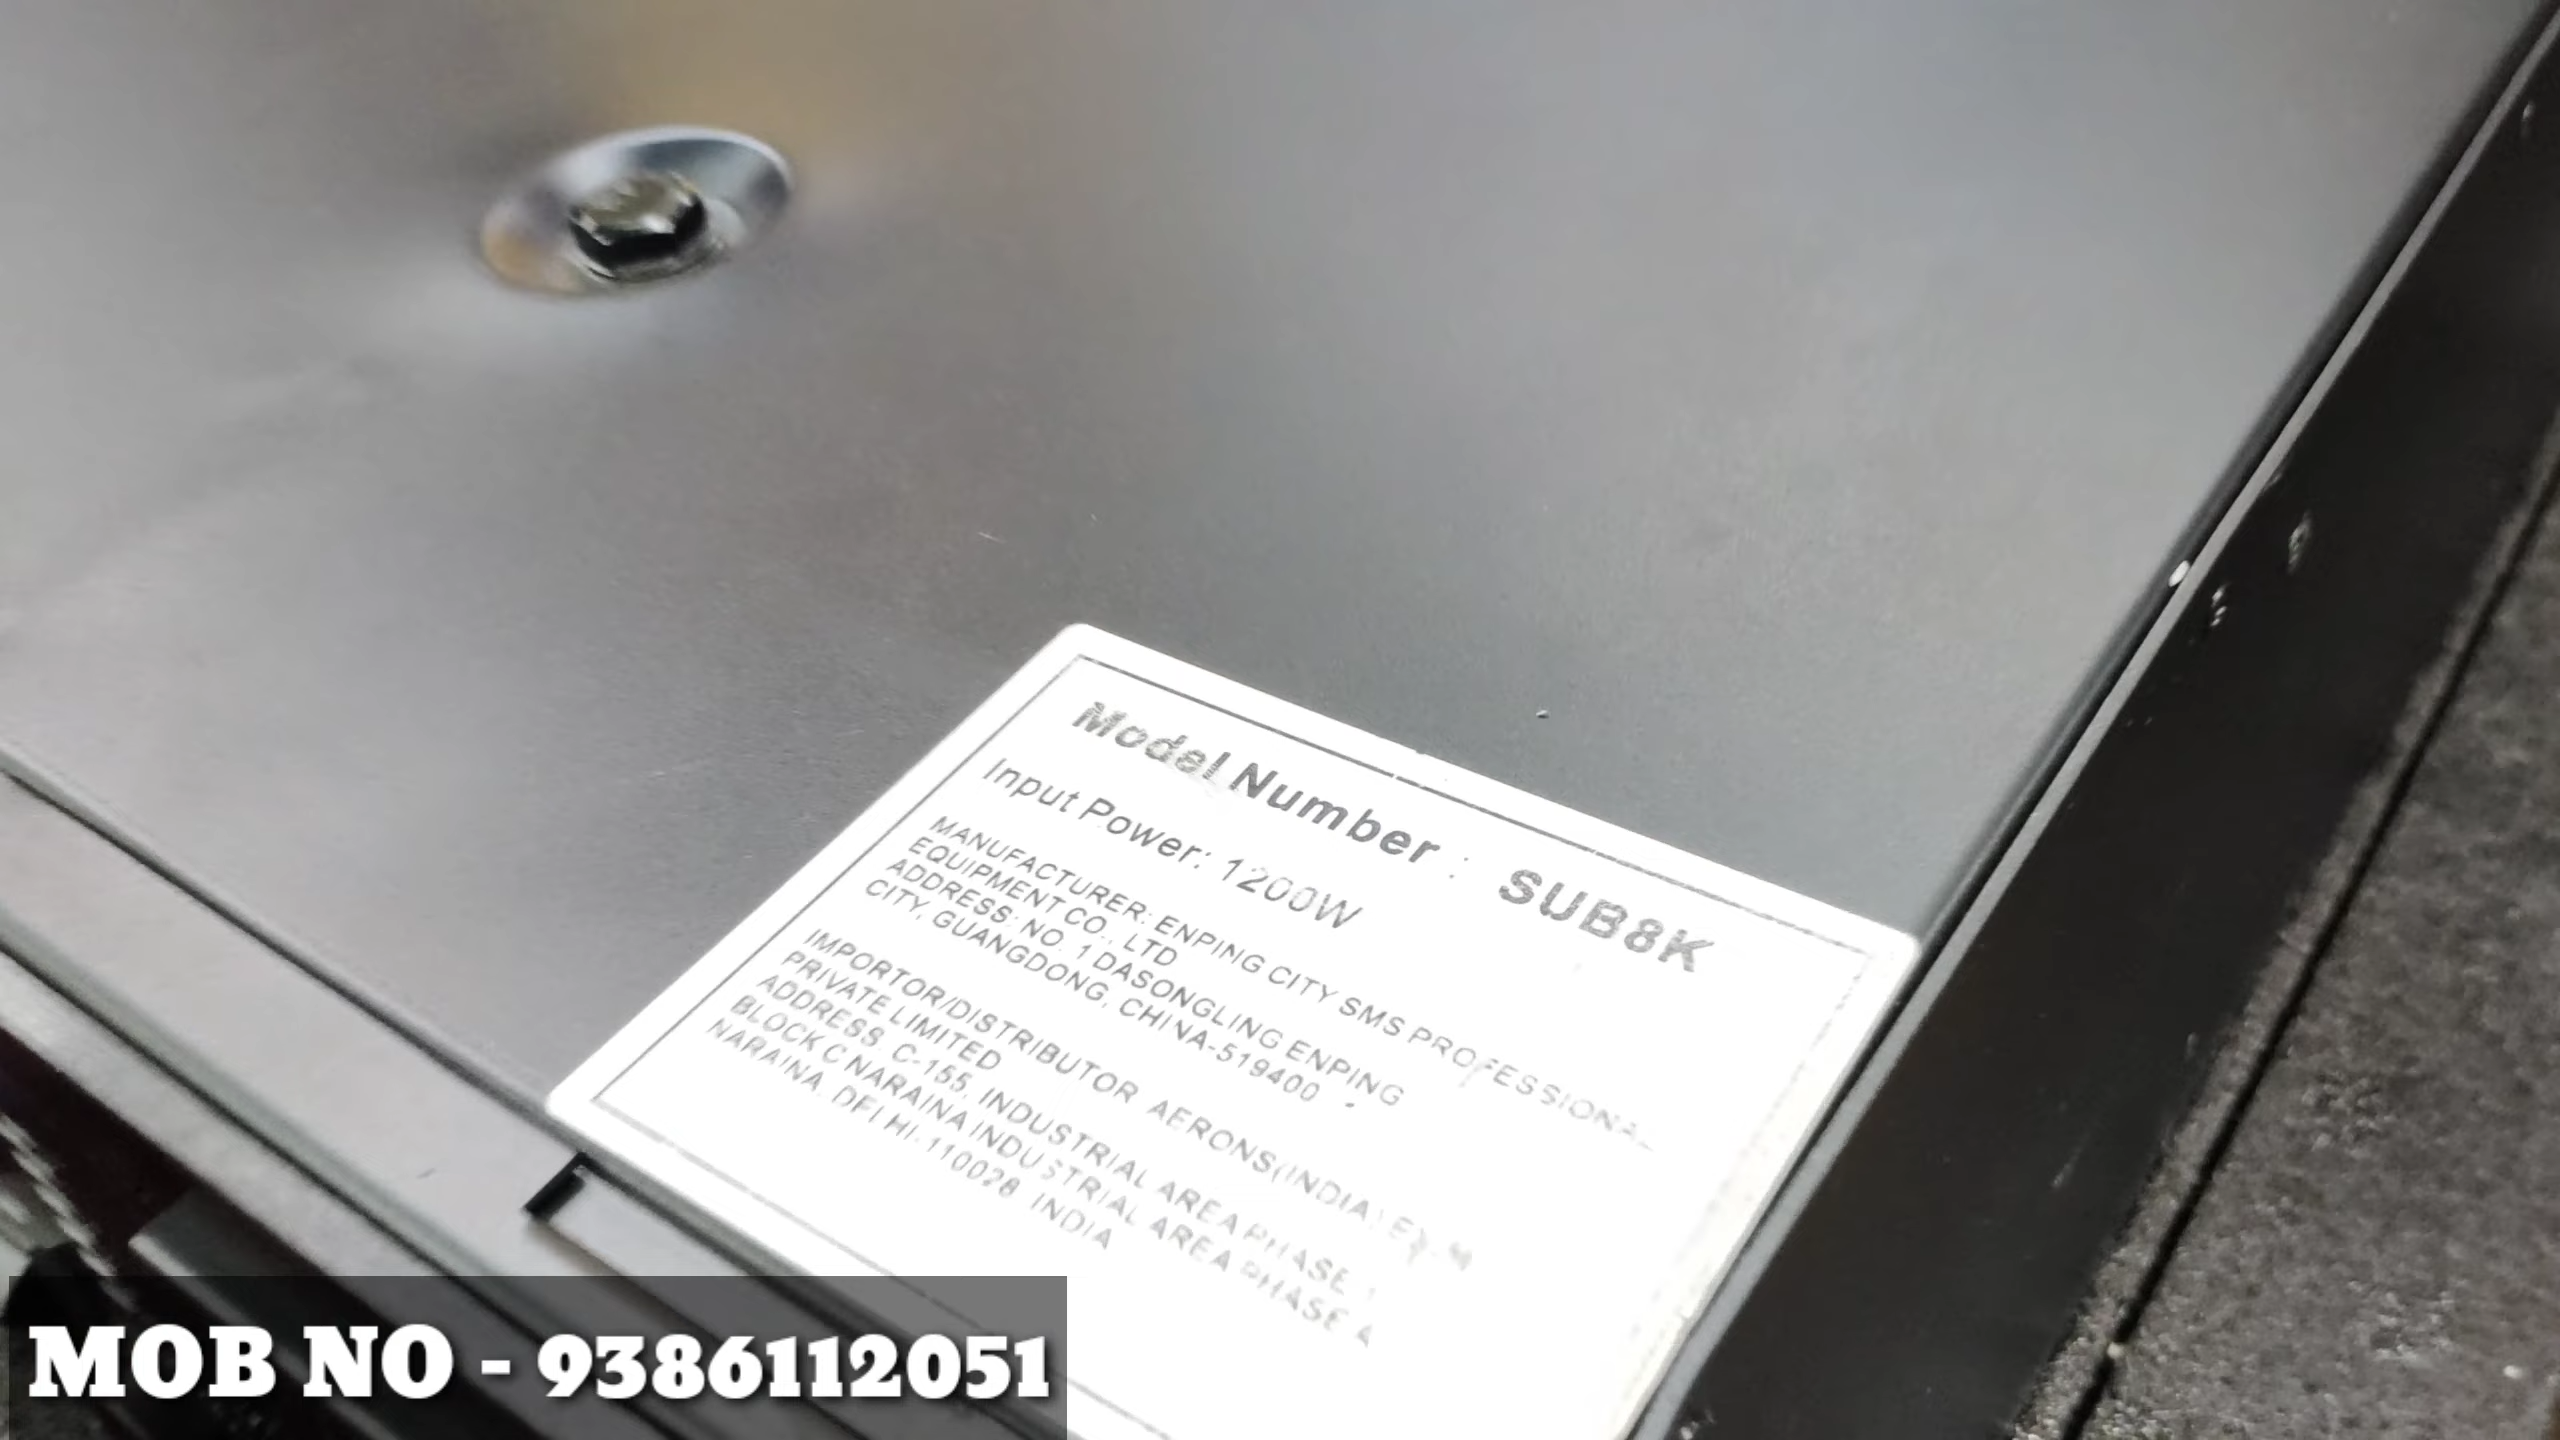 Model Number : SUB8K
Input Power: 1200W
MANUFACTURER: ENPING CITY SMS PROFESSIONAL
EQUIPMENT CO., LTD
ADDRESS: NO. 1 DASONGLING ENPING
CITY, GUANGDONG, CHINA-519400
IMPORTOR/DISTRIBUTOR AERONS(INDIA)
PRIVATE LIMITED
ADDRESS C-155, INDUSTRIAL AREA PHASE 1
BLOCK C NARAINA INDUSTRIAL AREA PHASE A
NARAINA, DELHI-110028 INDIA
MOB NO - 9386112051